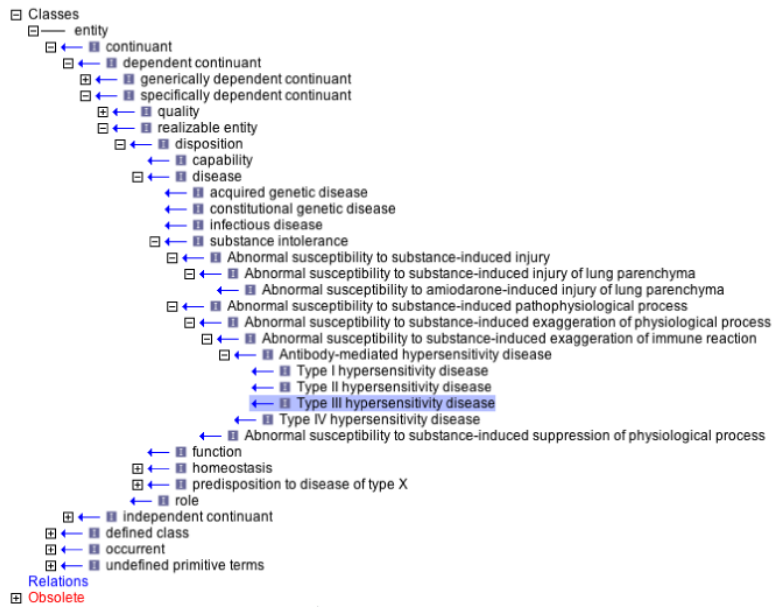 Classes
entity
continuant
dependent continuant
generically dependent continuant
specifically dependent continuant
quality
realizable entity
disposition
capability
disease
acquired genetic disease
constitutional genetic disease
infectious disease
substance intolerance
Abnormal susceptibility to substance-induced injury
Abnormal susceptibility to substance-induced injury of lung parenchyma
Abnormal susceptibility to amiodarone-induced injury of lung parenchyma
Abnormal susceptibility to substance-induced pathophysiological process
Abnormal susceptibility to substance-induced exaggeration of physiological process
Abnormal susceptibility to substance-induced exaggeration of immune reaction
Antibody-mediated hypersensitivity disease
Type I hypersensitivity disease
Type II hypersensitivity disease
Type III hypersensitivity disease
Type IV hypersensitivity disease
Abnormal susceptibility to substance-induced suppression of physiological process
function
homeostasis
predisposition to disease of type X
role
independent continuant
defined class
occurrent
undefined primitive terms
Relations
Obsolete